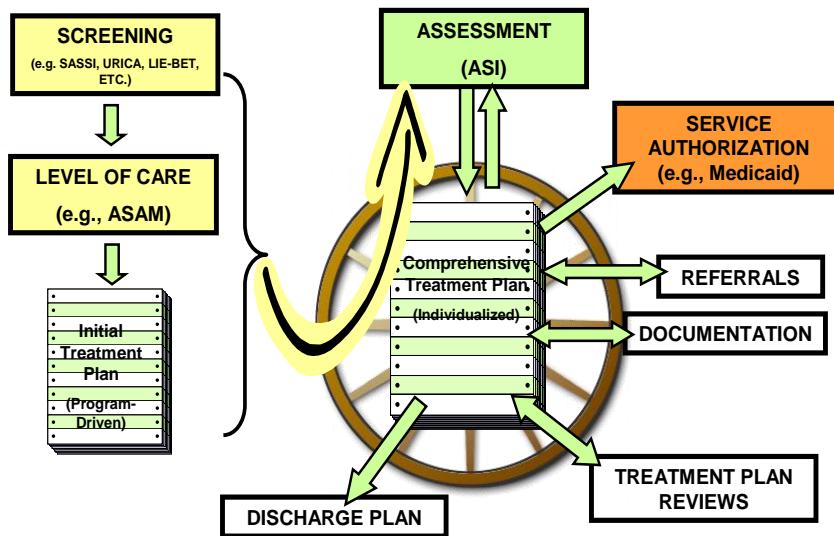 SCREENING
(e.g. SASSI, URICA, LIE-BET,
ETC.)
LEVEL OF CARE
(e.g., ASAM)
Initial
Treatment
Plan
(Program-
Driven)
ASSESSMENT
(ASI)
Comprehensive
Treatment Plan
(Individualized)
SERVICE
AUTHORIZATION
(e.g., Medicaid)
REFERRALS
DOCUMENTATION
TREATMENT PLAN
REVIEWS
DISCHARGE PLAN